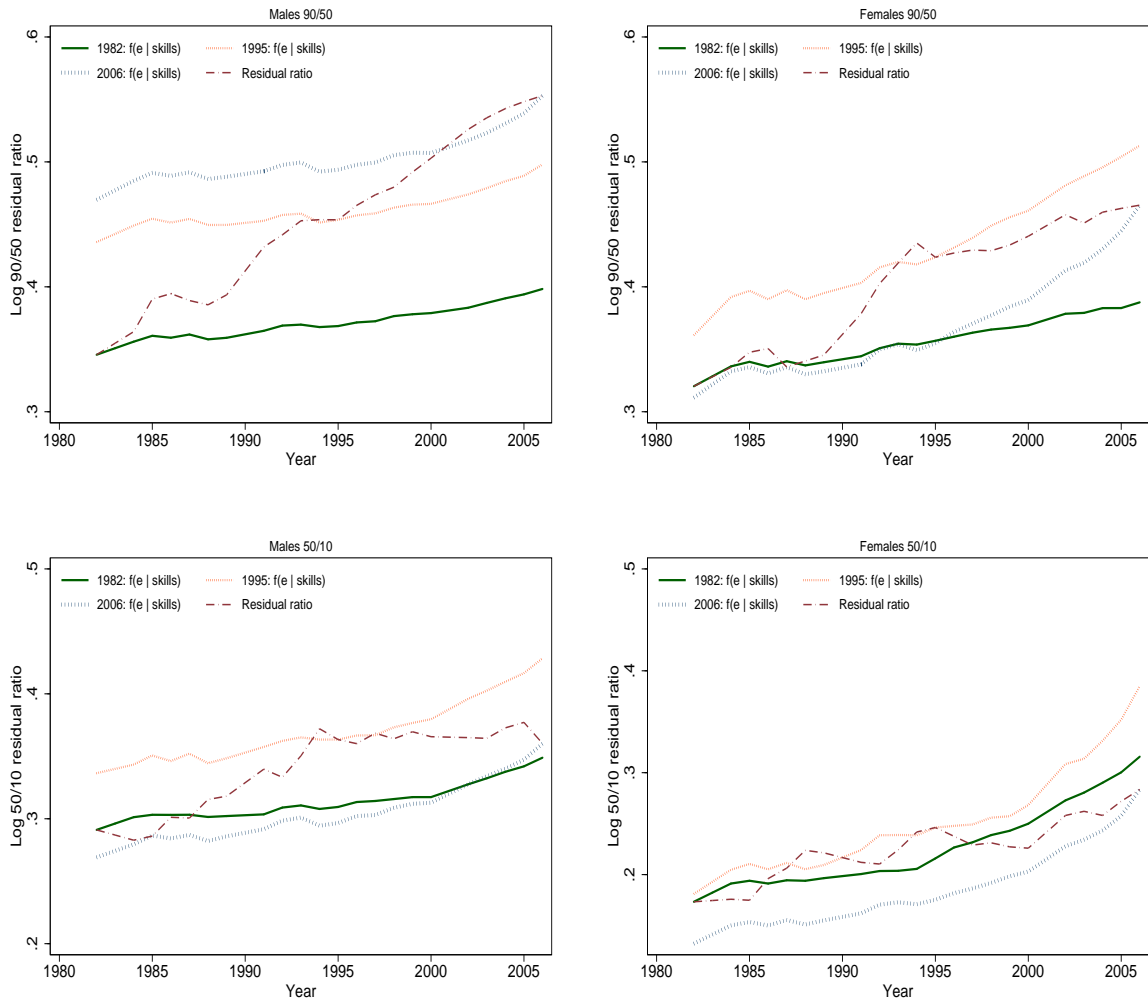 Males 90/50
1982: f(e | skills)
1995: f(e | skills)
2006: f(e | skills)
Residual ratio
Log 90/50 residual ratio
.6
.5
.4
.3
1980 1985 1990 1995 2000 2005
Year
Females 90/50
1982: f(e | skills)
1995: f(e | skills)
2006: f(e | skills)
Residual ratio
Log 90/50 residual ratio
.6
.5
.4
.3
1980 1985 1990 1995 2000 2005
Year
Males 50/10
1982: f(e | skills)
1995: f(e | skills)
2006: f(e | skills)
Residual ratio
Log 50/10 residual ratio
.5
.4
.3
.2
1980 1985 1990 1995 2000 2005
Year
Females 50/10
1982: f(e | skills)
1995: f(e | skills)
2006: f(e | skills)
Residual ratio
Log 50/10 residual ratio
.5
.4
.3
.2
1980 1985 1990 1995 2000 2005
Year